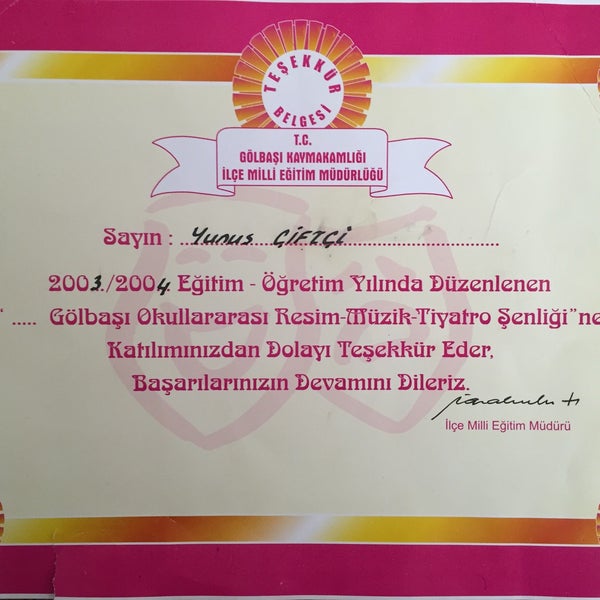 TEŞEKKÜR
BELGESİ
T.C.
GÖLBAŞI KAYMAKAMLIĞI
İLÇE MİLLİ EĞİTİM MÜDÜRLÜĞÜ
Sayın : Yunus ÇİFTÇİ
2003./2004. Eğitim - Öğretim Yılında Düzenlenen
“ ..... Gölbaşı Okullararası Resim-Müzik-Tiyatro Şenliği”ne
Katılımınızdan Dolayı Teşekkür Eder,
Başarılarınızın Devamını Dileriz.
İlçe Milli Eğitim Müdürü